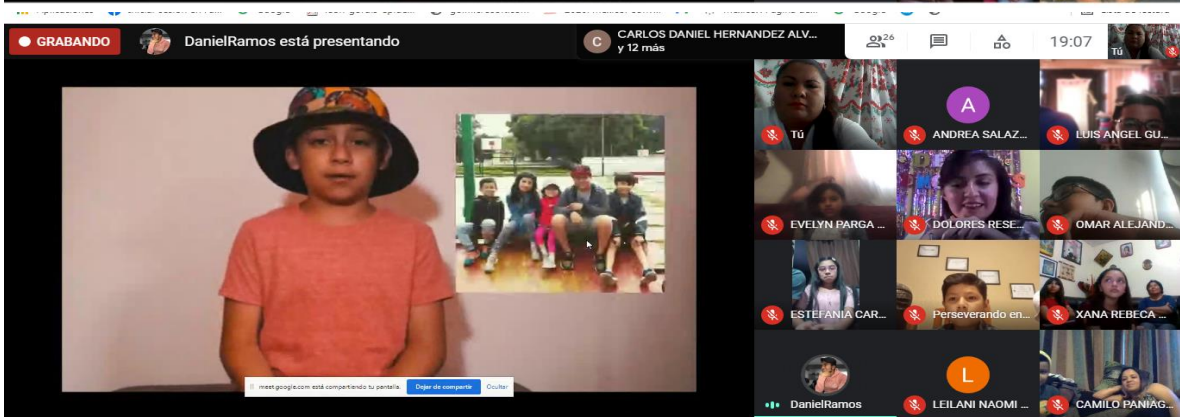 GRABANDO
DanielRamos está presentando
C
CARLOS DANIEL HERNANDEZ ALV...
y 12 más
26
19:07
Tú
Tú
A
ANDREA SALAZ...
LUIS ANGEL GU...
EVELYN PARGA ...
DOLORES RESE...
OMAR ALEJAND...
ESTEFANIA CAR...
Perseverando en...
XANA REBECA ...
meet.google.com está compartiendo tu pantalla.
Dejar de compartir
Ocultar
DanielRamos
L
LEILANI NAOMI ...
CAMILO PANIAG...